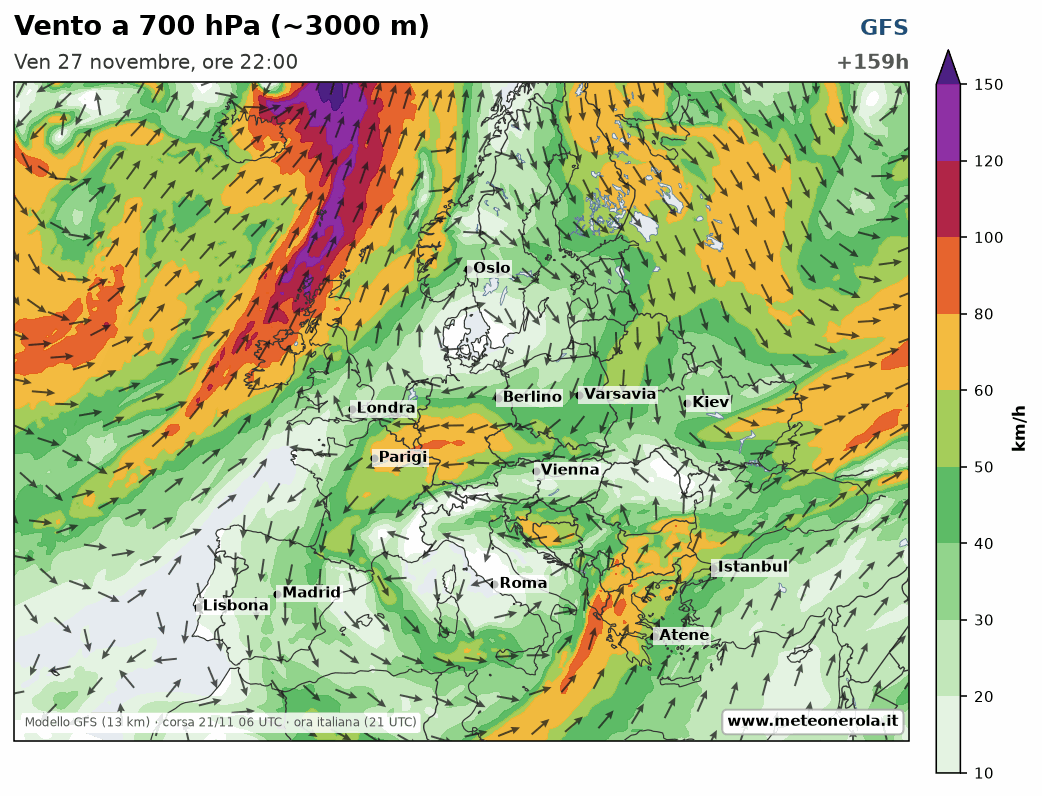 Vento a 700 hPa (~3000 m)
GFS
Ven 27 novembre, ore 22:00
+159h
150
120
100
80
60
50
40
30
20
10
km/h
Oslo
Londra
Berlino
Varsavia
Kiev
Parigi
Vienna
Istanbul
Roma
Madrid
Lisbona
Atene
Modello GFS (13 km) · corsa 21/11 06 UTC · ora italiana (21 UTC)
www.meteonerola.it